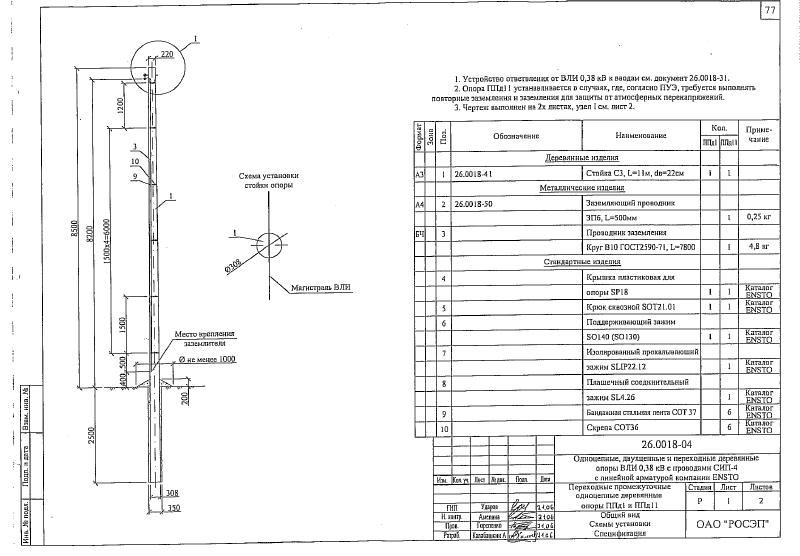 77
1
220
1. Устройство ответвления от ВЛИ 0,38 кВ к вводам см. документ 26.0018-31.
2. Опора ППд11 устанавливается в случаях, где, согласно ПУЭ, требуется выполнять
повторные заземления и заземления для защиты от атмосферных перенапряжений.
3. Чертеж выполнен на 2х листах, узел 1 см. лист 2.
1200
3
10
9
1
8500
8200
1500x4=6000
1500
Место крепления
заземлителя
Ø не менее 1000
500
400
200
2500
308
350
Схема установки
стойки опоры
1
Ø308
Магистраль ВЛИ
Формат Зона Поз. Обозначение Наименование Кол. Приме-
чание
ППд1 ППд11
Деревянные изделия
А3 1 26.0018-41 Стойка С3, L=11м, dв=22см 1 1
Металлические изделия
А4 2 26.0018-50 Заземляющий проводник
ЗП6, L=500мм 1 0,25 кг
БЧ 3 Проводник заземления
Круг В10 ГОСТ2590-71, L=7800 1 4,8 кг
Стандартные изделия
4 Крышка пластиковая для
опоры SP18 1 1 Каталог ENSTO
5 Крюк сквозной SOT21.01 1 1 Каталог ENSTO
6 Поддерживающий зажим
SO140 (SO130) 1 1 Каталог ENSTO
7 Изолированный прокалывающий
зажим SLIP22.12 1 Каталог ENSTO
8 Плашечный соединительный
зажим SL4.26 1 Каталог ENSTO
9 Бандажная стальная лента СОТ 37 6 Каталог ENSTO
10 Скрепа СОТ36 6 Каталог ENSTO
26.0018-04
Одноцепные, двухцепные и переходные деревянные
опоры ВЛИ 0,38 кВ с проводами СИП-4
с линейной арматурой компании ENSTO
Изм. Кол. уч. Лист № док. Подп. Дата
Переходные промежуточные
одноцепные деревянные
опоры ППд1 и ППд11
Стадия Лист Листов
Р 1 2
ГИП Ударов
Н. контр. Амелина
Пров. Гореленко
Разраб. Калабашкин
Общий вид
Схемы установки
Спецификация
ОАО "РОСЭП"
Взам. инв. №
Подп. и дата
Инв. № подл.